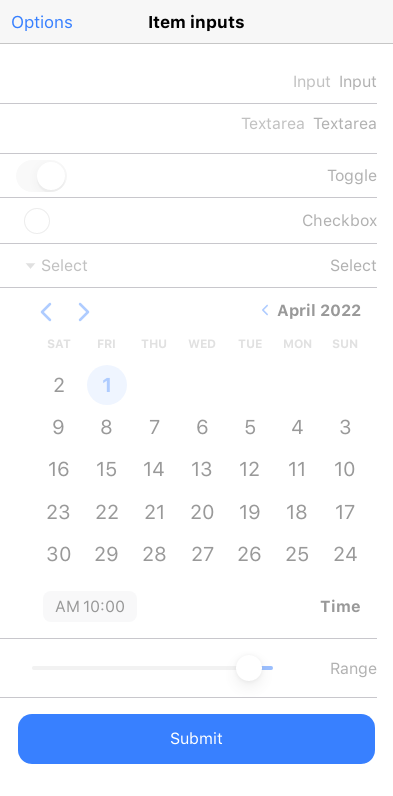 Options Item inputs
Input Input
Textarea Textarea
Toggle
Checkbox
Select Select
April 2022
SAT FRI THU WED TUE MON SUN
2 1
9 8 7 6 5 4 3
16 15 14 13 12 11 10
23 22 21 20 19 18 17
30 29 28 27 26 25 24
AM 10:00 Time
Range
Submit